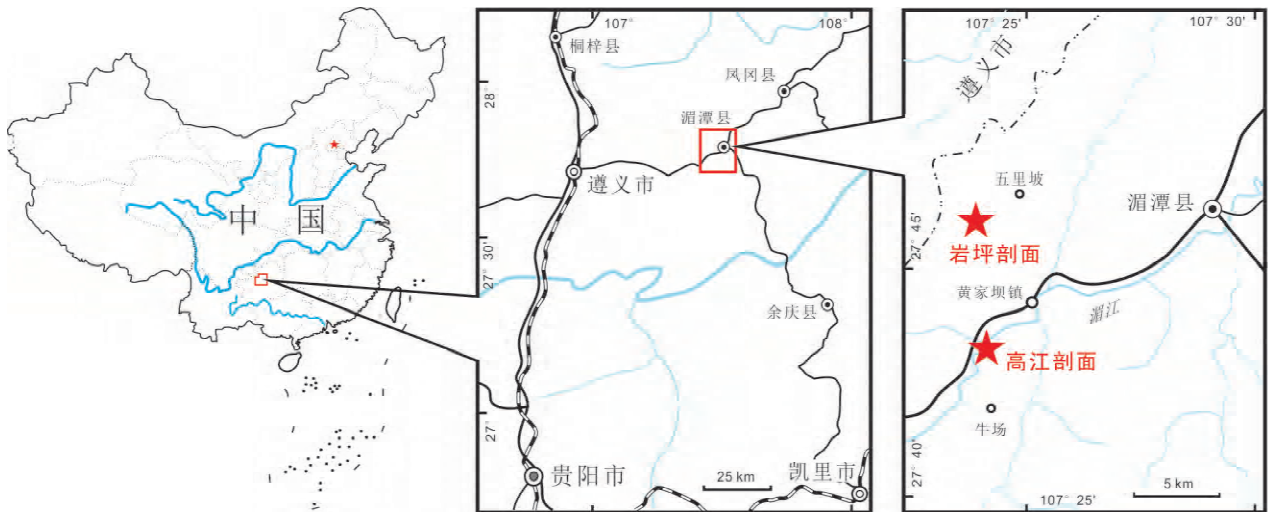 中 国
107°
108°
桐梓县
凤冈县
28°
湄潭县
遵义市
27° 30′
余庆县
27°
贵阳市
凯里市
25 km
107° 25′
107° 30′
遵义市
五里坡
湄潭县
27° 45′
岩坪剖面
黄家坝镇
湄江
高江剖面
牛场
27° 40′
107° 25′
5 km